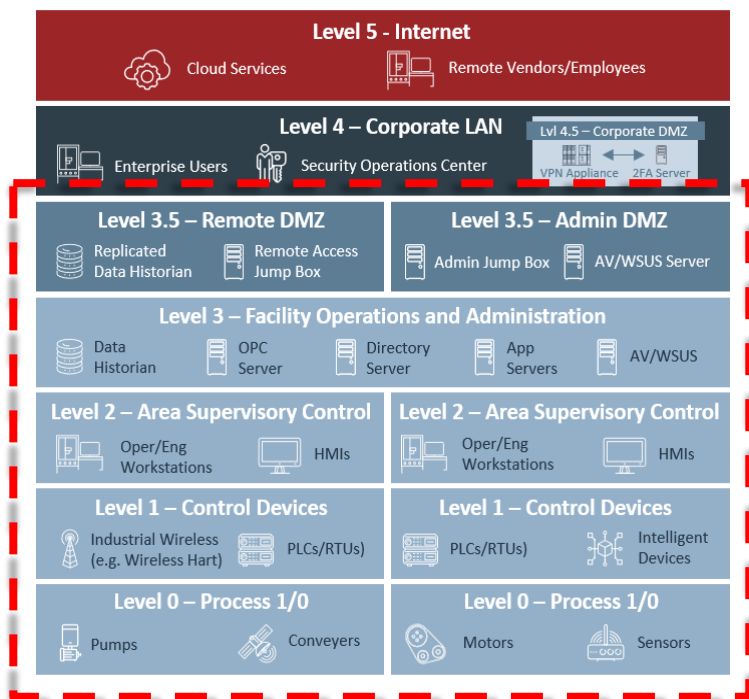 Level 5 - Internet
Cloud Services
Remote Vendors/Employees
Level 4 – Corporate LAN
Enterprise Users
Security Operations Center
Lvl 4.5 – Corporate DMZ
VPN Appliance
2FA Server
Level 3.5 – Remote DMZ
Replicated
Data Historian
Remote Access
Jump Box
Level 3.5 – Admin DMZ
Admin Jump Box
AV/WSUS Server
Level 3 – Facility Operations and Administration
Data
Historian
OPC
Server
Directory
Server
App
Servers
AV/WSUS
Level 2 – Area Supervisory Control
Oper/Eng
Workstations
HMIs
Level 2 – Area Supervisory Control
Oper/Eng
Workstations
HMIs
Level 1 – Control Devices
Industrial Wireless
(e.g. Wireless Hart)
PLCs/RTUs)
Level 1 – Control Devices
PLCs/RTUs)
Intelligent
Devices
Level 0 – Process 1/0
Pumps
Conveyers
Level 0 – Process 1/0
Motors
Sensors